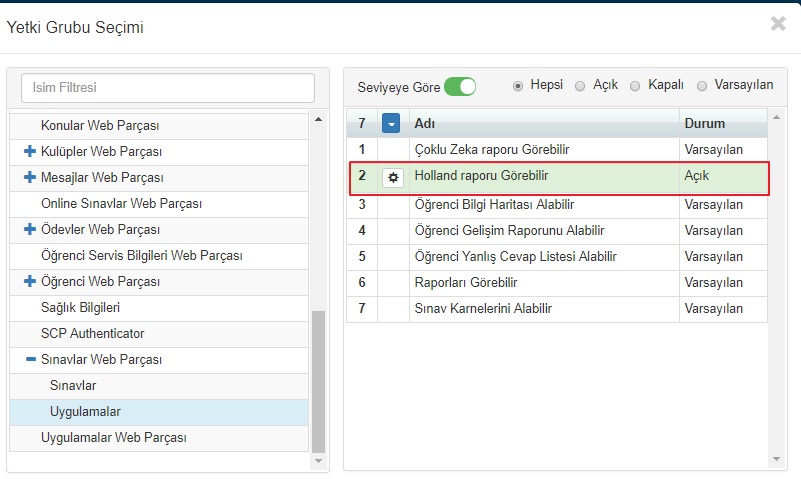 Yetki Grubu Seçimi
Isim Filtresi
Konular Web Parçası
Kulüpler Web Parçası
Mesajlar Web Parçası
Online Sınavlar Web Parçası
Ödevler Web Parçası
Öğrenci Servis Bilgileri Web Parçası
Öğrenci Web Parçası
Sağlık Bilgileri
SCP Authenticator
Sınavlar Web Parçası
Sınavlar
Uygulamalar
Uygulamalar Web Parçası
Seviyeye Göre Hepsi Açık Kapalı Varsayılan
7 Adı Durum
1 Çoklu Zeka raporu Görebilir Varsayılan
2 Holland raporu Görebilir Açık
3 Öğrenci Bilgi Haritası Alabilir Varsayılan
4 Öğrenci Gelişim Raporunu Alabilir Varsayılan
5 Öğrenci Yanlış Cevap Listesi Alabilir Varsayılan
6 Raporları Görebilir Varsayılan
7 Sınav Karnelerini Alabilir Varsayılan